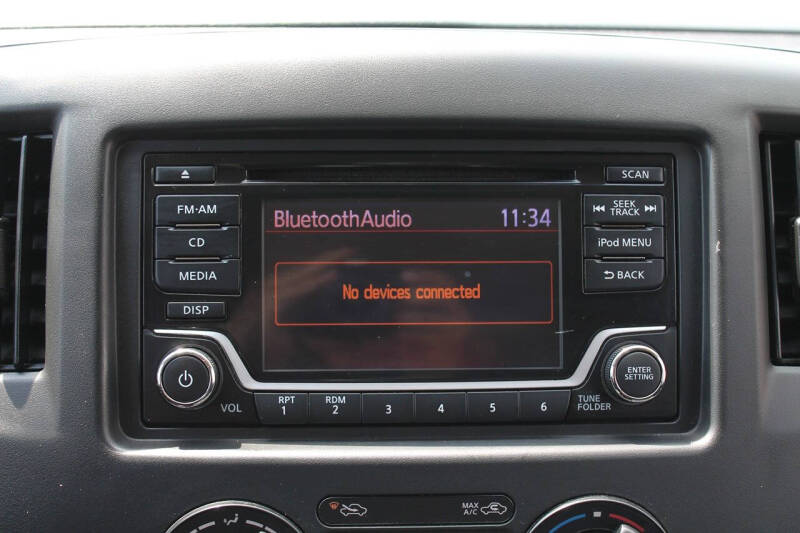 SCAN
FM·AM
BluetoothAudio 11:34
SEEK
TRACK
CD
iPod MENU
MEDIA
BACK
No devices connected
DISP
ENTER
SETTING
VOL
RPT
1
RDM
2
3
4
5
6
TUNE
FOLDER
MAX
A/C